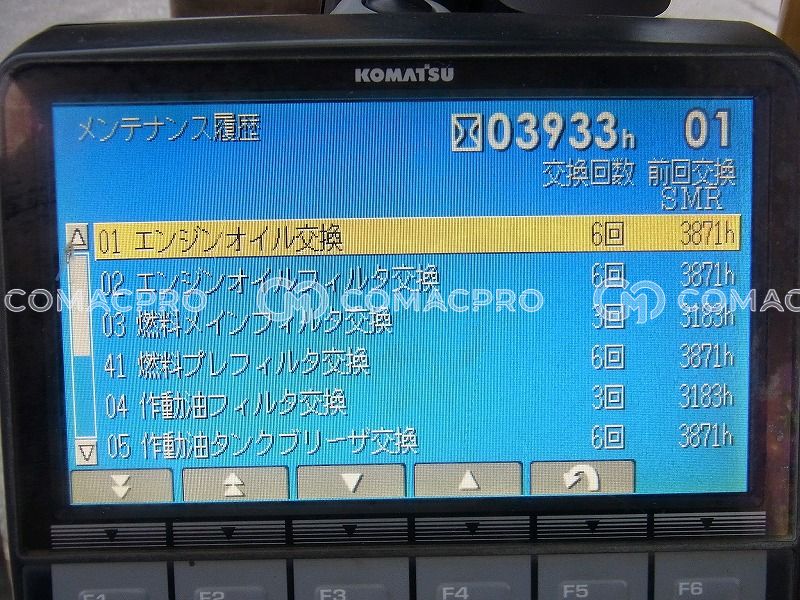 KOMATSU
メンテナンス履歴 03933h 01
交換回数 前回交換
SMR
01 エンジンオイル交換 6回 3871h
02 エンジンオイルフィルタ交換 6回 3871h
COMACPRO COMACPRO COMACPRO
03 燃料メインフィルタ交換 3回 3183h
41 燃料プレフィルタ交換 6回 3871h
04 作動油フィルタ交換 3回 3183h
05 作動油タンクブリーザ交換 6回 3871h
F1 F2 F3 F4 F5 F6